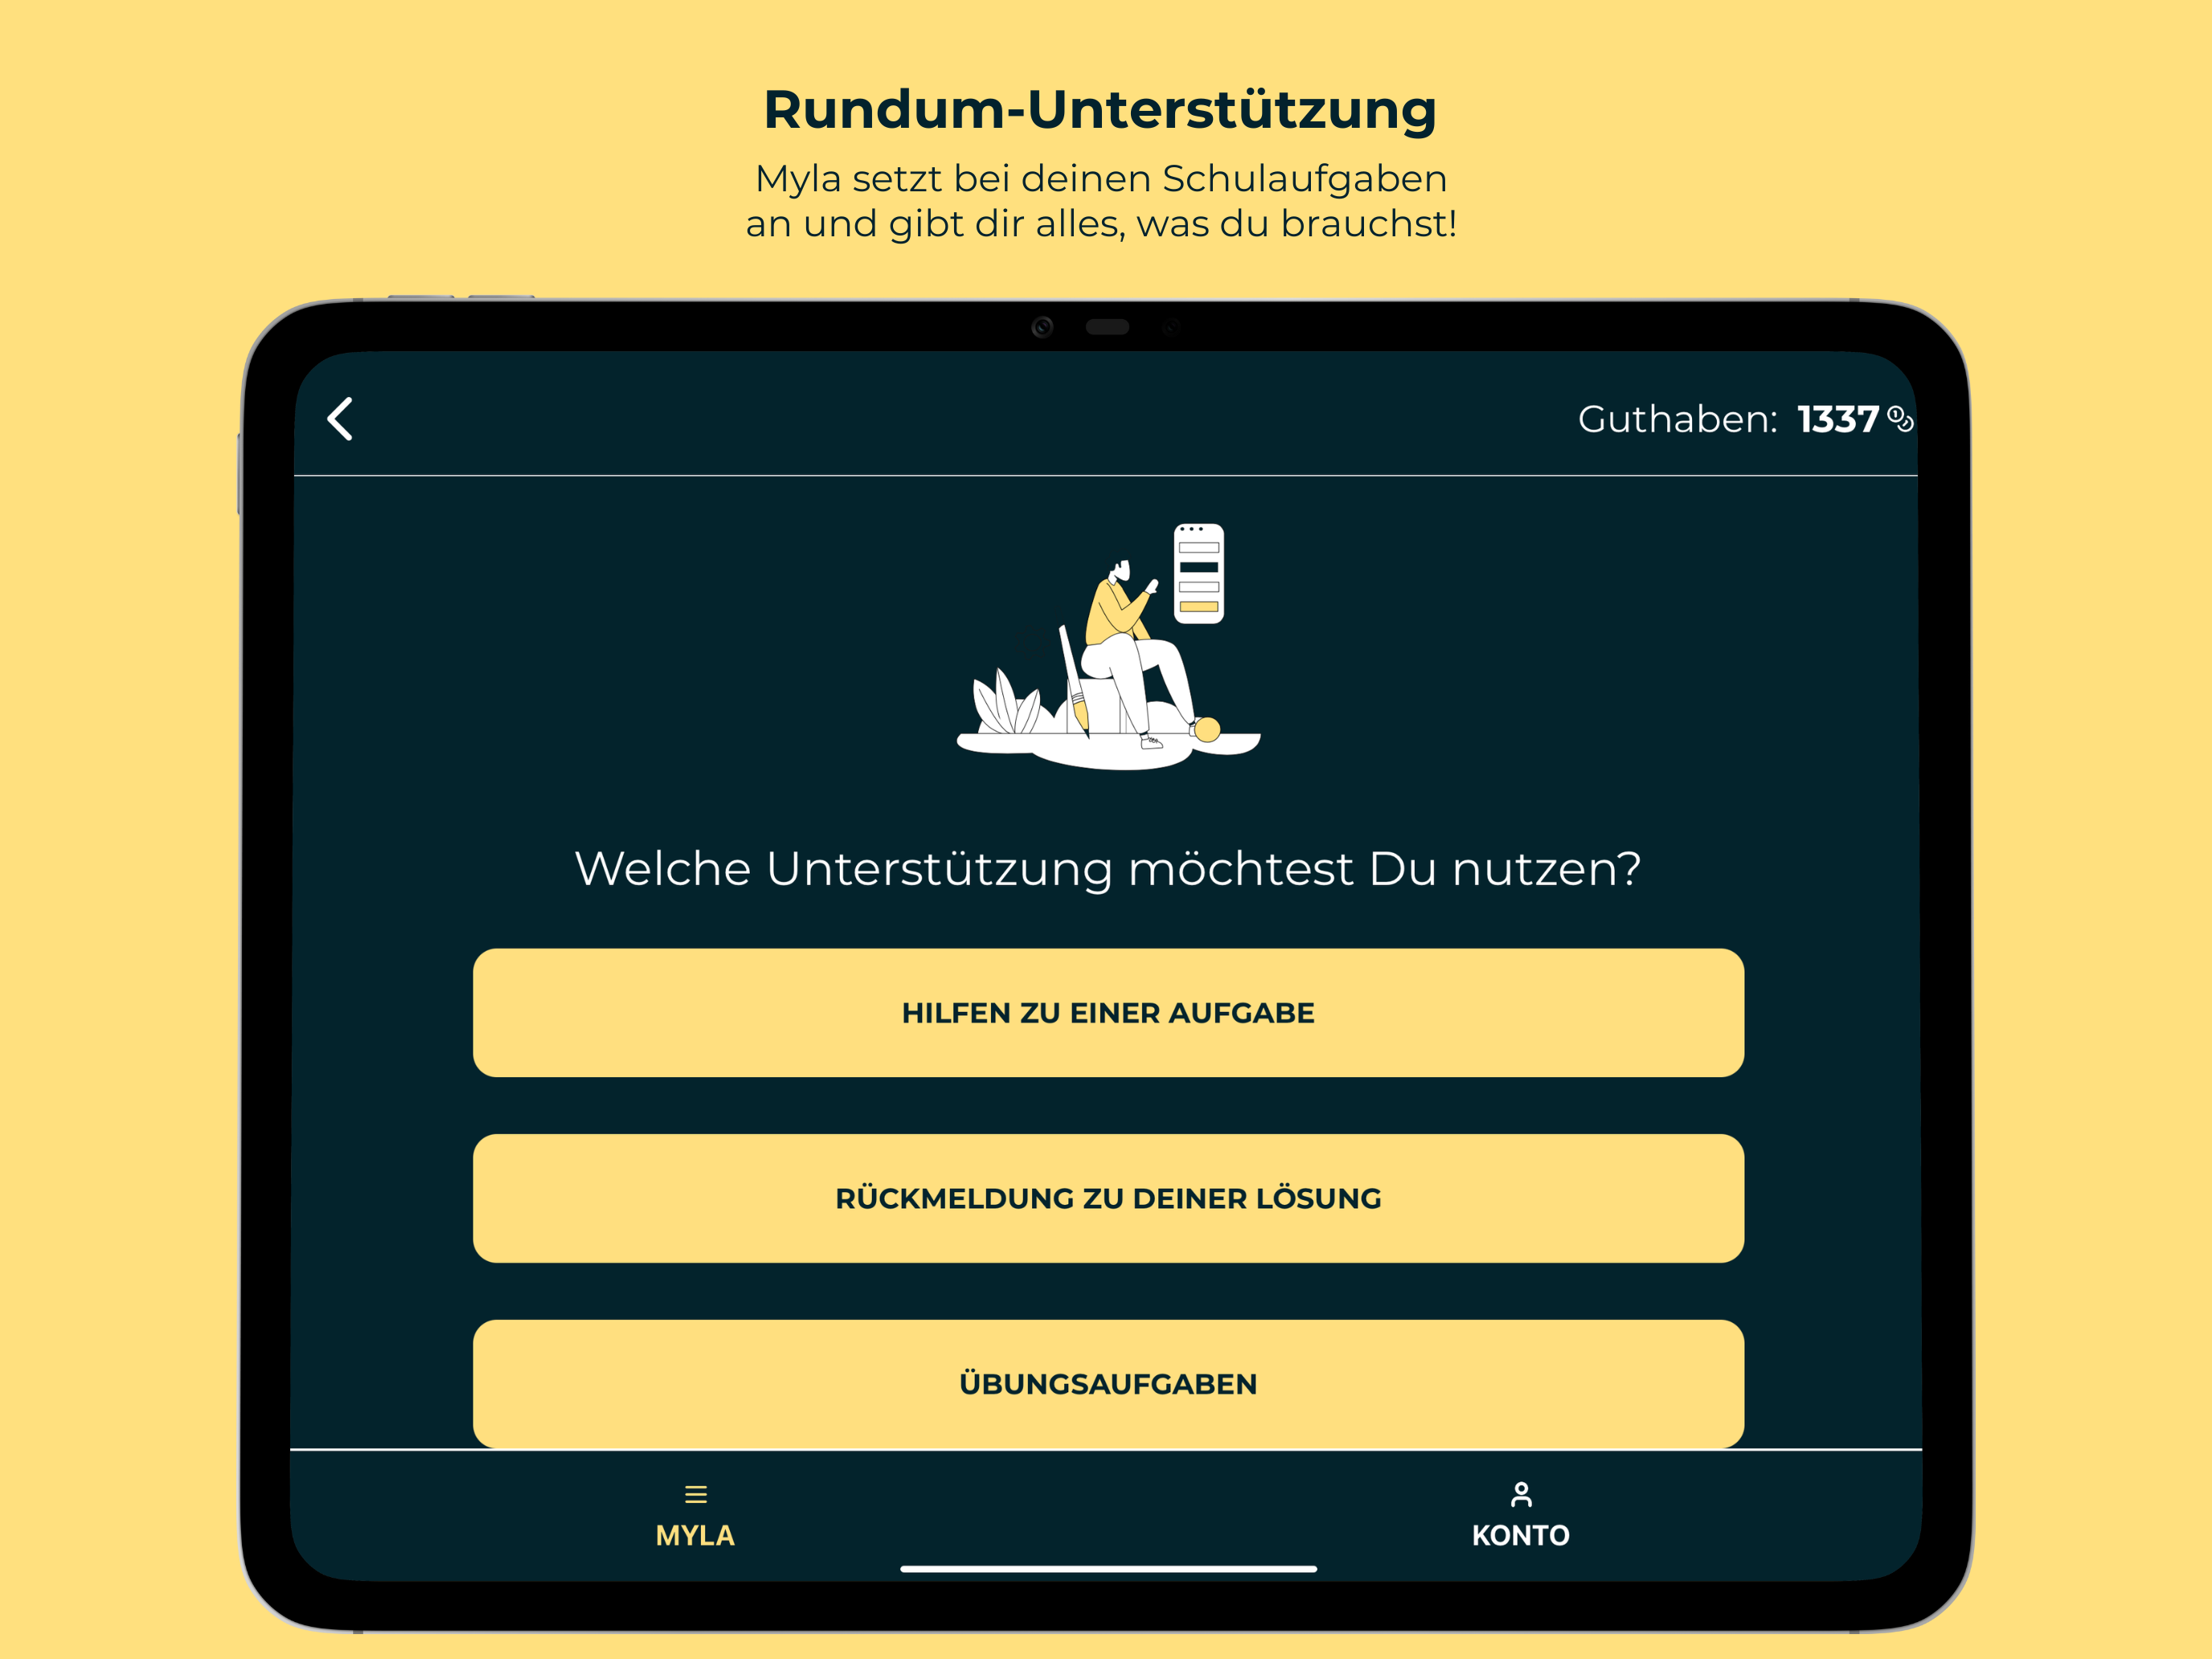 Rundum-Unterstützung
Myla setzt bei deinen Schulaufgaben
an und gibt dir alles, was du brauchst!
Guthaben: 1337
Welche Unterstützung möchtest Du nutzen?
HILFEN ZU EINER AUFGABE
RÜCKMELDUNG ZU DEINER LÖSUNG
ÜBUNGSAUFGABEN
MYLA
KONTO